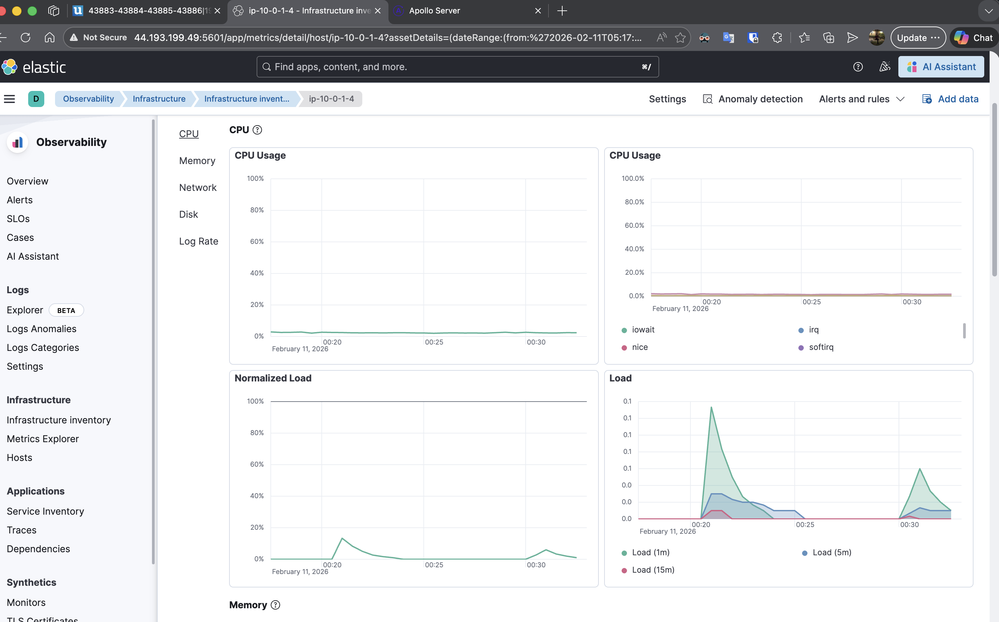 43883-43884-43885-43886|19
ip-10-0-1-4 - Infrastructure inve
Apollo Server
Not Secure 44.193.199.49:5601/app/metrics/detail/host/ip-10-0-1-4?assetDetails=(dateRange:(from:%272026-02-11T05:17:...
Update
Chat
elastic
Find apps, content, and more.
⌘/
AI Assistant
D
Observability
Infrastructure
Infrastructure invent...
ip-10-0-1-4
Settings
Anomaly detection
Alerts and rules
Add data
Observability
Overview
Alerts
SLOs
Cases
AI Assistant
Logs
Explorer BETA
Logs Anomalies
Logs Categories
Settings
Infrastructure
Infrastructure inventory
Metrics Explorer
Hosts
Applications
Service Inventory
Traces
Dependencies
Synthetics
Monitors
TLS Certificates
CPU
Memory
Network
Disk
Log Rate
CPU
CPU Usage
100%
80%
60%
40%
20%
0%
00:20
00:25
00:30
February 11, 2026
CPU Usage
100.0%
80.0%
60.0%
40.0%
20.0%
0.0%
00:20
00:25
00:30
February 11, 2026
iowait
irq
nice
softirq
Normalized Load
100%
80%
60%
40%
20%
0%
00:20
00:25
00:30
February 11, 2026
Load
0.1
0.1
0.1
0.1
0.1
0.0
0.0
0.0
00:20
00:25
00:30
February 11, 2026
Load (1m)
Load (5m)
Load (15m)
Memory